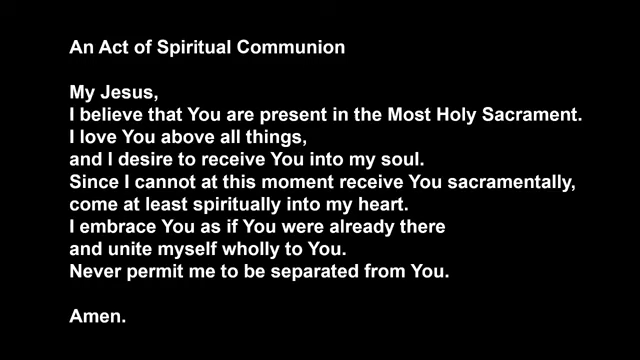 An Act of Spiritual Communion
My Jesus,
I believe that You are present in the Most Holy Sacrament.
I love You above all things,
and I desire to receive You into my soul.
Since I cannot at this moment receive You sacramentally,
come at least spiritually into my heart.
I embrace You as if You were already there
and unite myself wholly to You.
Never permit me to be separated from You.
Amen.